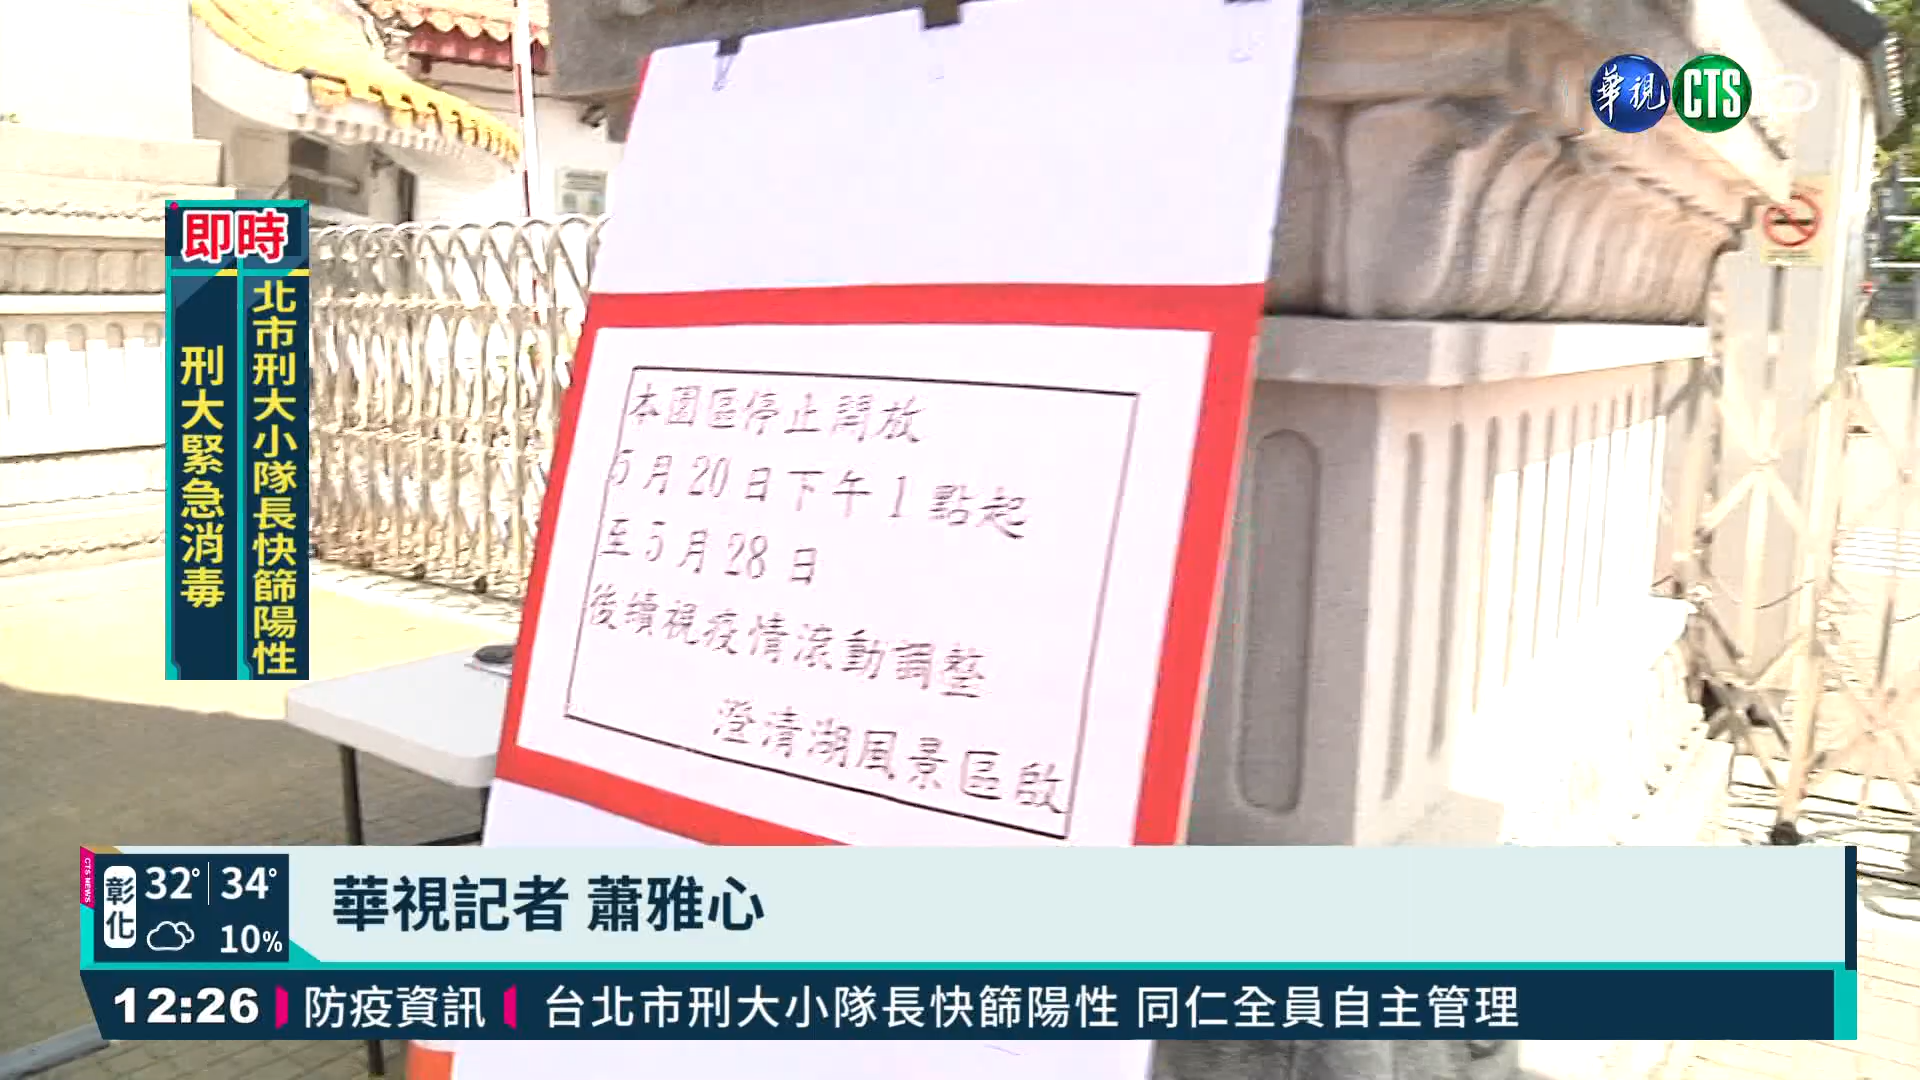 華視 CTS
即時
北市刑大小隊長快篩陽性
刑大緊急消毒
本園區停止開放
5月20日下午1點起
至5月28日
後續視疫情滾動調整
澄清湖風景區啟
CTS NEWS
彰化
32° 34°
10%
華視記者 蕭雅心
12:26 防疫資訊 台北市刑大小隊長快篩陽性 同仁全員自主管理